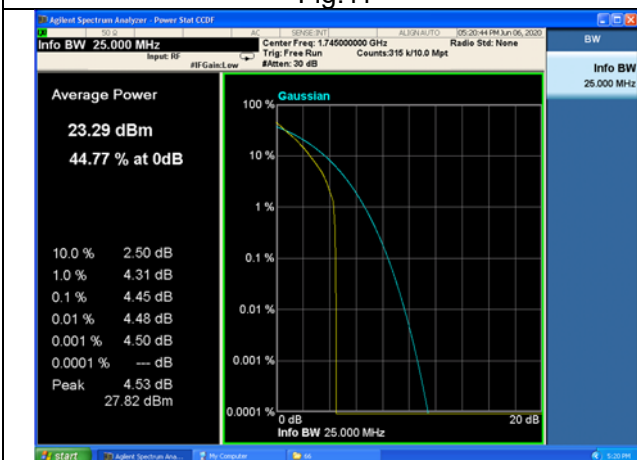 Agilent Spectrum Analyzer - Power Stat CCDF
50 Ω AC SENSE:INT ALIGN AUTO 05:20:44 PM Jun 06, 2020
Info BW 25.000 MHz
Center Freq: 1.745000000 GHz Radio Std: None
Input: RF Trig: Free Run Counts:315 k/10.0 Mpt
#IFGain:Low #Atten: 30 dB
BW
Info BW
25.000 MHz
Average Power
23.29 dBm
44.77 % at 0dB
10.0 % 2.50 dB
1.0 % 4.31 dB
0.1 % 4.45 dB
0.01 % 4.48 dB
0.001 % 4.50 dB
0.0001 % --- dB
Peak 4.53 dB
27.82 dBm
Gaussian
100 %
10 %
1 %
0.1 %
0.01 %
0.001 %
0.0001 %
0 dB 20 dB
Info BW 25.000 MHz
start Agilent Spectrum Ana... My Computer 66 5:20 PM